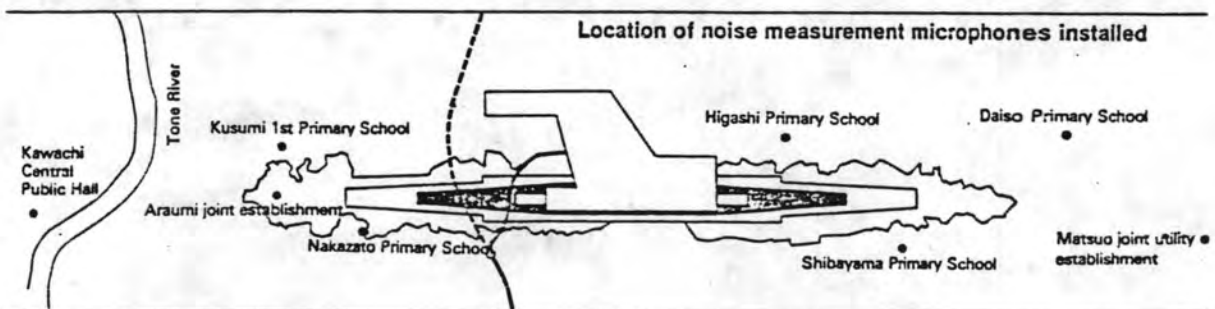 Location of noise measurement microphones installed
Tone River
Kusumi 1st Primary School
Higashi Primary School
Daiso Primary School
Kawachi
Central
Public Hall
Araumi joint establishment
Nakazato Primary School
Shibayama Primary School
Matsuo joint utility
establishment